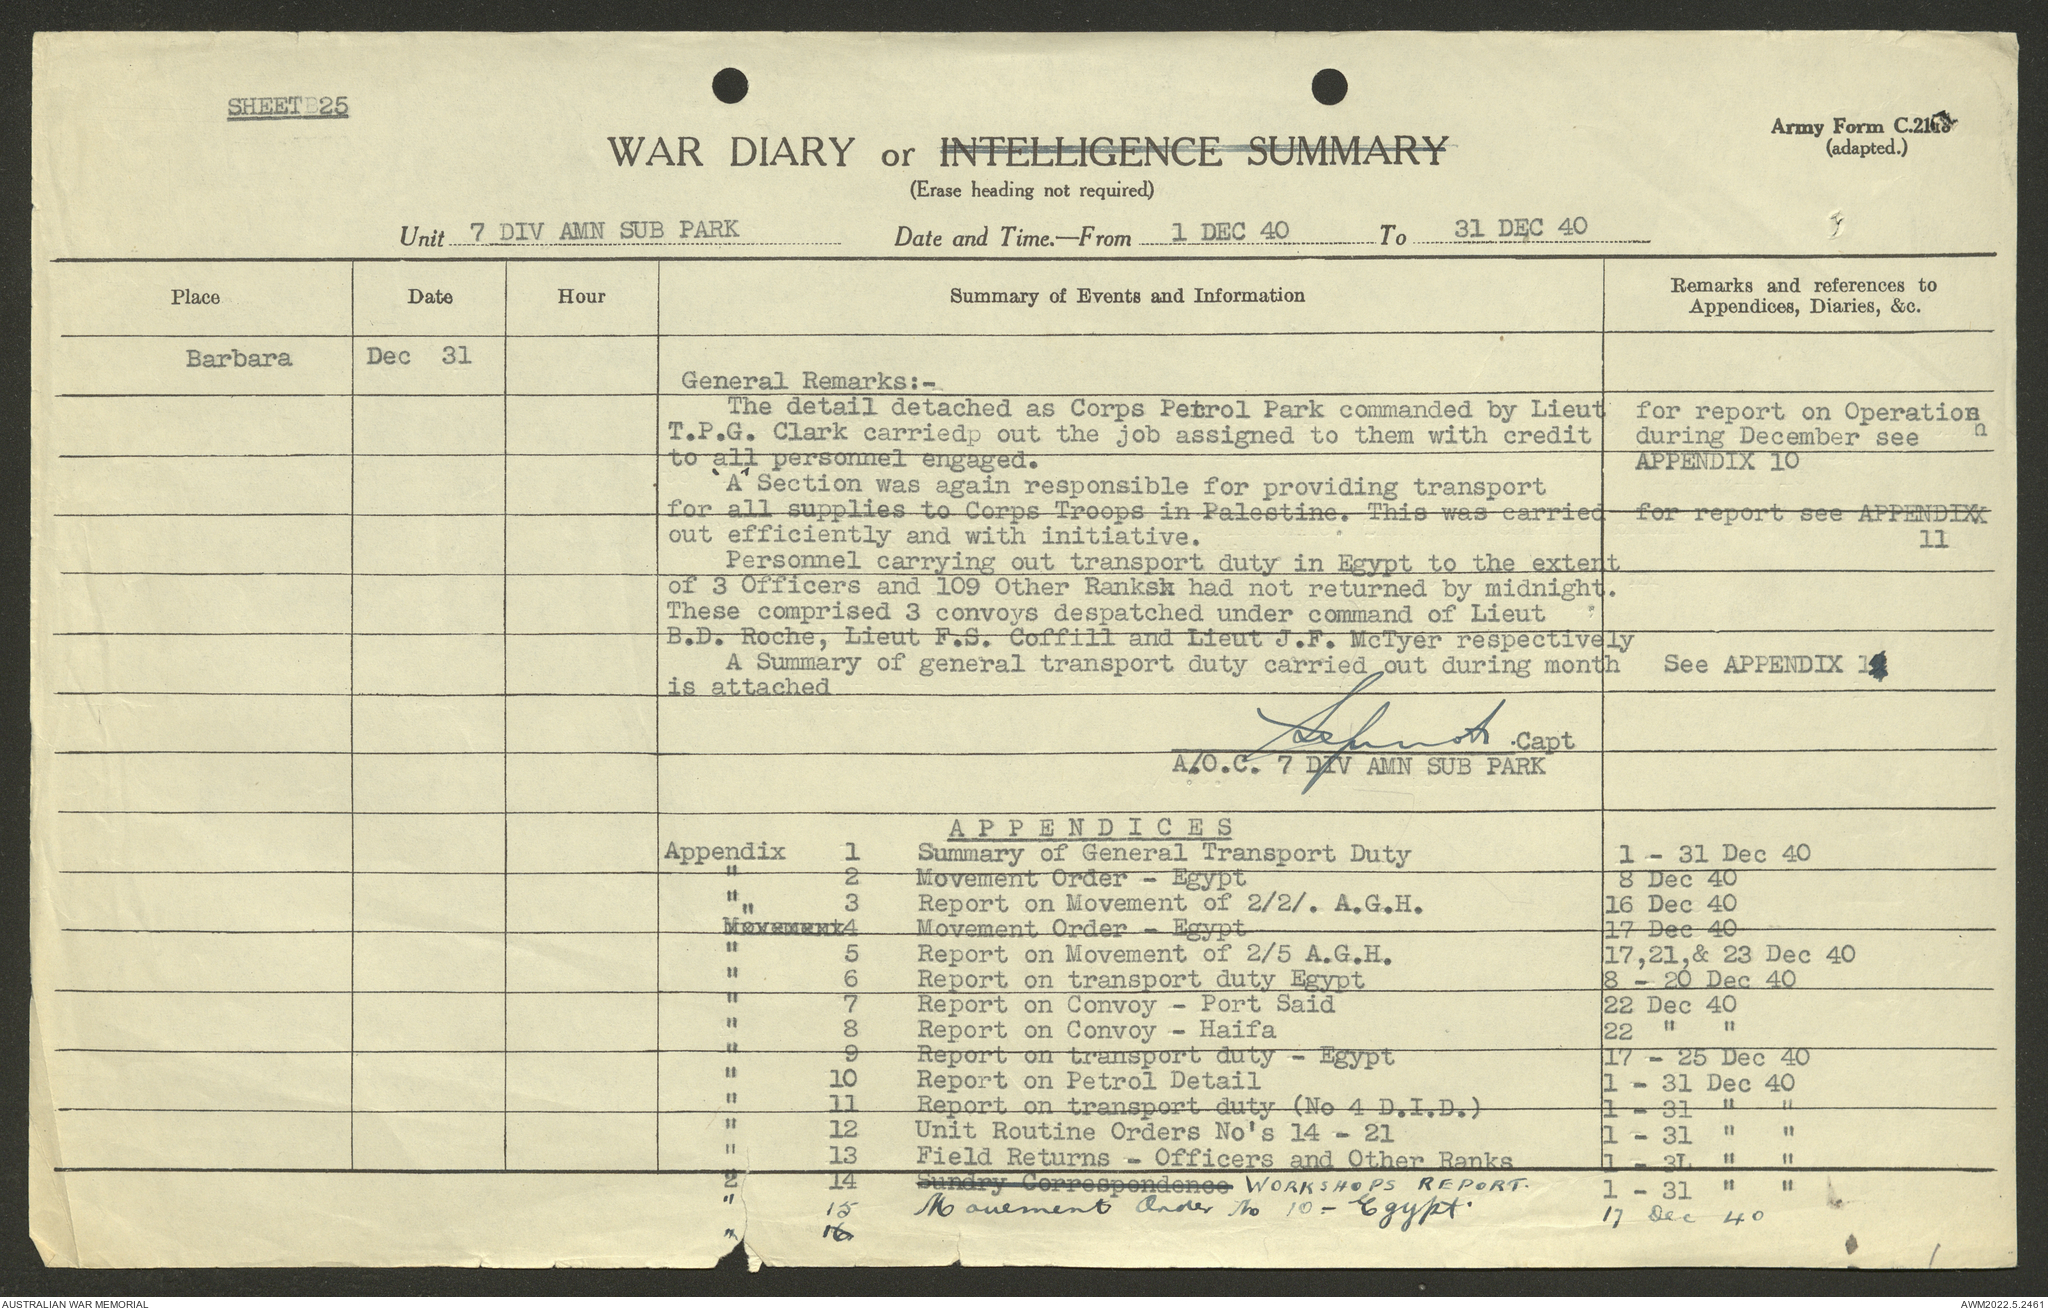 SHEET 25
Army Form C.2118
(adapted.)
WAR DIARY or INTELLIGENCE SUMMARY
(Erase heading not required)
Unit 7 DIV AMN SUB PARK Date and Time.—From 1 DEC 40 To 31 DEC 40
Place Date Hour Summary of Events and Information Remarks and references to Appendices, Diaries, &c.
Barbara Dec 31
General Remarks:-
The detail detached as Corps Petrol Park commanded by Lieut for report on Operation
T.P.G. Clark carriedp out the job assigned to them with credit during December see n
to all personnel engaged. APPENDIX 10
'A' Section was again responsible for providing transport
for all supplies to Corps Troops in Palestine. This was carried for report see APPENDIX
out efficiently and with initiative. 11
Personnel carrying out transport duty in Egypt to the extent
of 3 Officers and 109 Other Ranks had not returned by midnight.
These comprised 3 convoys despatched under command of Lieut
B.D. Roche, Lieut F.S. Coffill and Lieut J.F. McTyer respectively
A Summary of general transport duty carried out during month See APPENDIX
is attached
Capt
A/O.C. 7 DIV AMN SUB PARK
APPENDICES
Appendix 1 Summary of General Transport Duty 1 - 31 Dec 40
" 2 Movement Order - Egypt 8 Dec 40
" " 3 Report on Movement of 2/2/. A.G.H. 16 Dec 40
Movement 4 Movement Order - Egypt 17 Dec 40
" 5 Report on Movement of 2/5 A.G.H. 17,21,& 23 Dec 40
" 6 Report on transport duty Egypt 8 - 20 Dec 40
" 7 Report on Convoy - Port Said 22 Dec 40
" 8 Report on Convoy - Haifa 22 " "
" 9 Report on transport duty - Egypt 17 - 25 Dec 40
" 10 Report on Petrol Detail 1 - 31 Dec 40
" 11 Report on transport duty (No 4 D.I.D.) 1 - 31 " "
" 12 Unit Routine Orders No's 14 - 21 1 - 31 " "
" 13 Field Returns - Officers and Other Ranks 1 - 31 " "
2 14 Sundry Correspondence WORKSHOPS REPORT. 1 - 31 " "
" 15 Movement Order No 10 - Egypt. 17 Dec 40
" 16
AUSTRALIAN WAR MEMORIAL AWM2022.5.2461